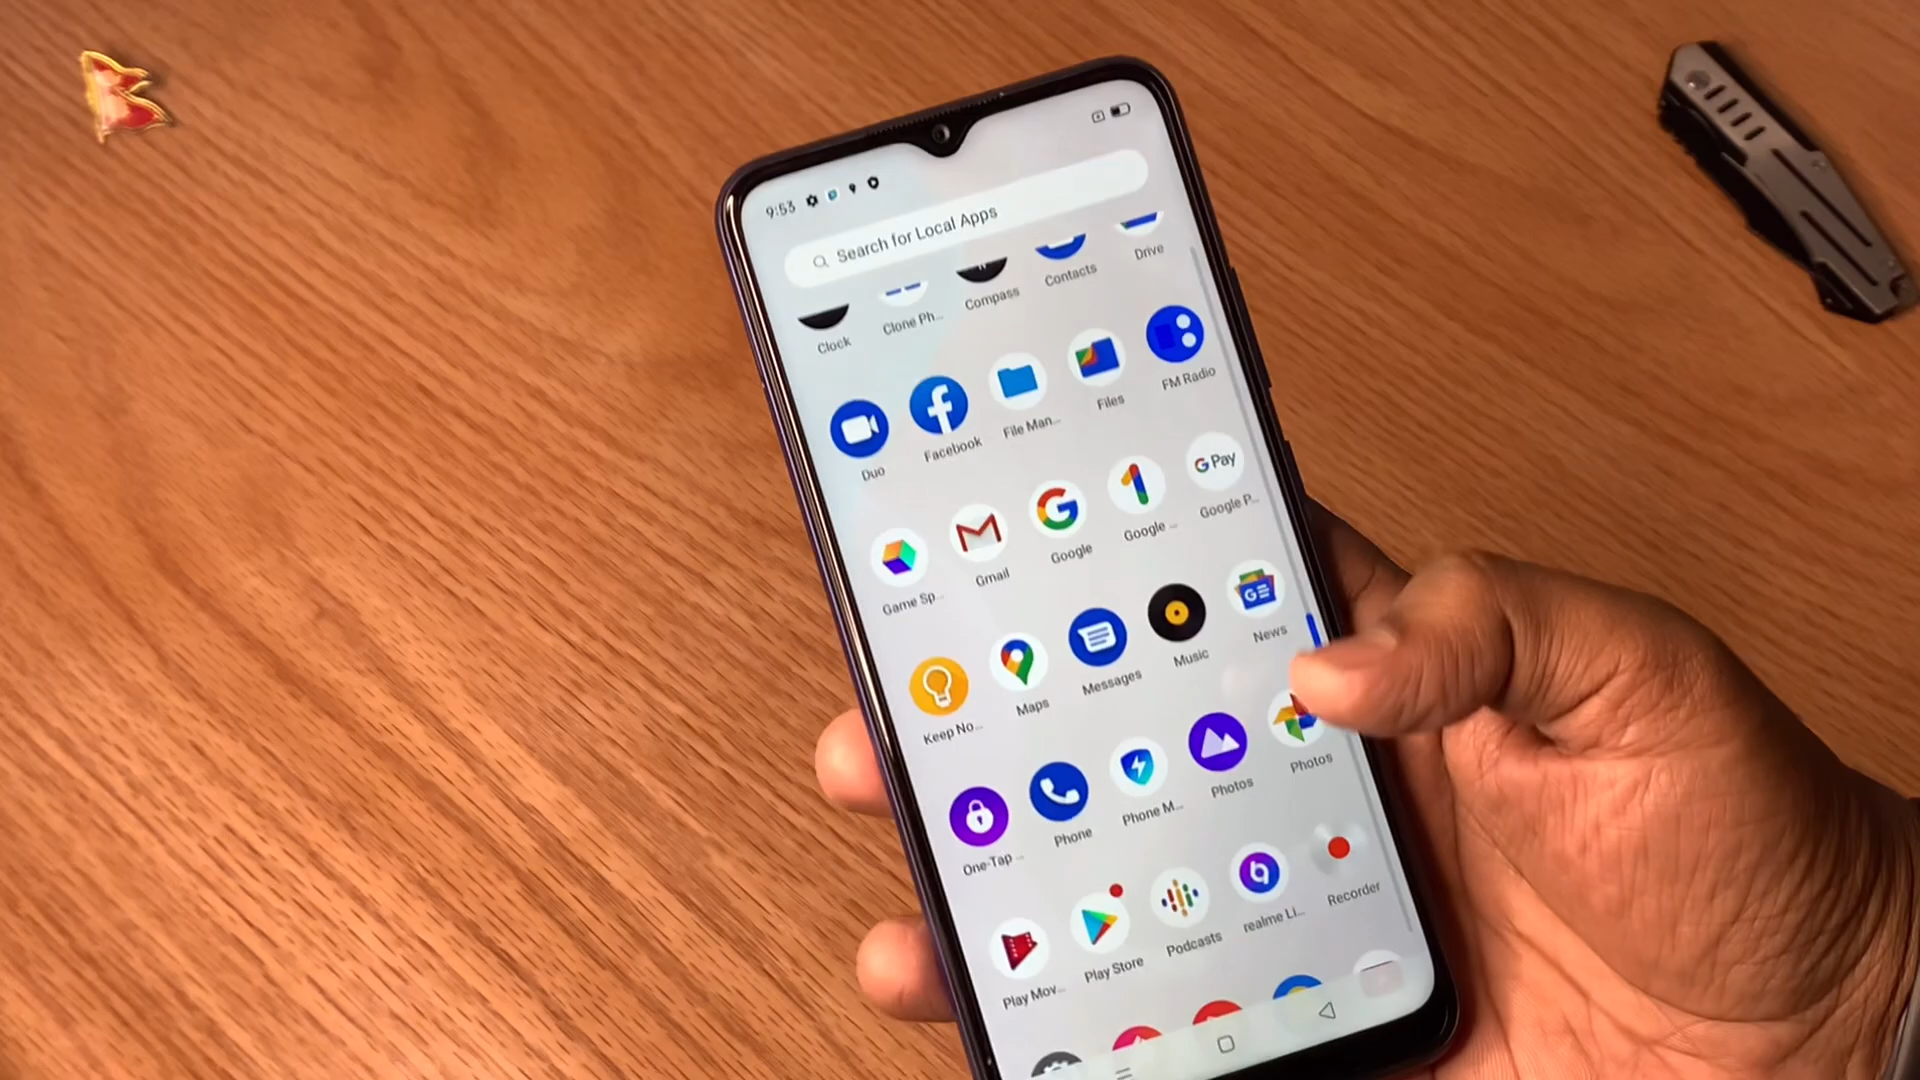 9:53
Search for Local Apps
Clock
Clone Ph...
Compass
Contacts
Drive
Duo
Facebook
File Man...
Files
FM Radio
Game Sp...
Gmail
Google
Google ...
G Pay
Google P...
Keep No...
Maps
Messages
Music
News
One-Tap ...
Phone
Phone M...
Photos
Photos
Play Mov...
Play Store
Podcasts
realme Li...
Recorder